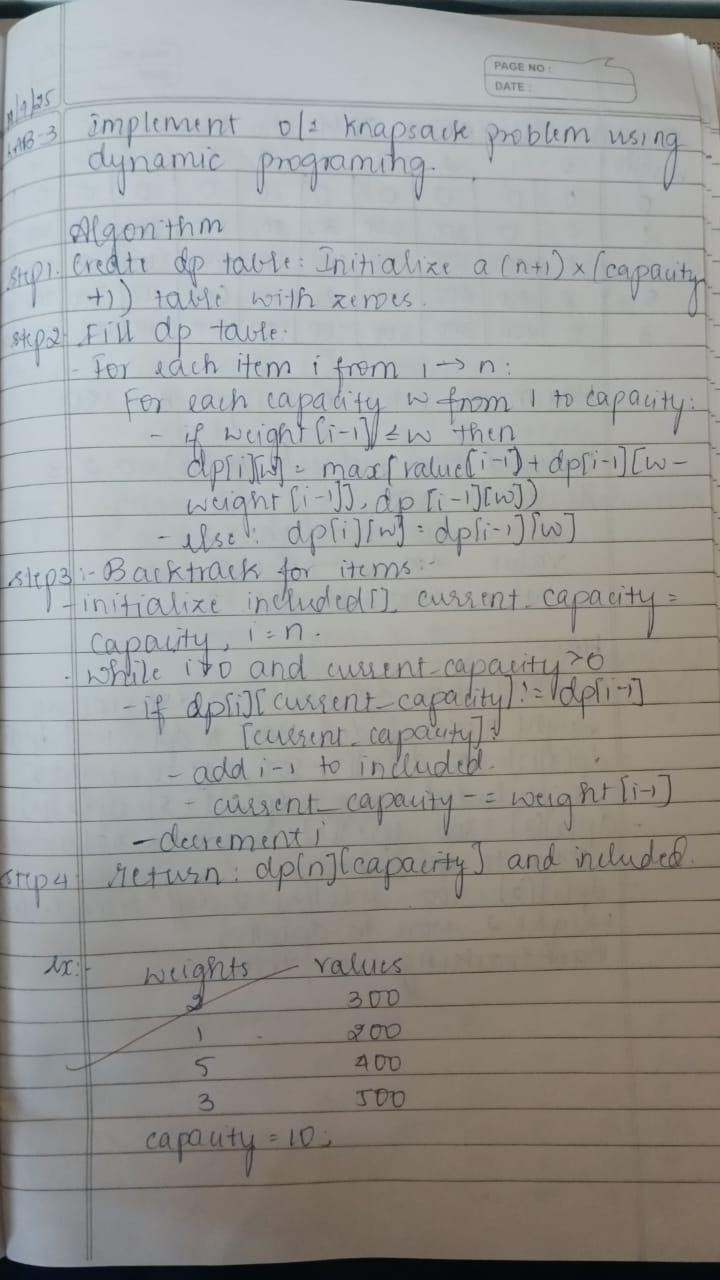 PAGE NO :
DATE :
/9/25
LAB-3 implement 0/1 knapsack problem using
dynamic programing.
Algorithm
Step1. Create dp table: Initialize a (n+1) x (capacity
+1) table with zeroes.
step2 Fill dp table.
- For each item i from 1 → n:
For each capacity w from 1 to capacity:
- if weight[i-1] ≤ w then
dp[i][w] = max(value[i-1] + dp[i-1][w-
weight[i-1]], dp[i-1][w])
- else: dp[i][w] = dp[i-1][w]
step3:- Backtrack for items:-
- initialize included[], current_capacity =
capacity, i = n.
- while i>0 and current_capacity >0
- if dp[i][current_capacity] != dp[i-1]
[current_capacity]:
- add i-1 to included.
- current_capacity -= weight[i-1]
- decrement i
Step4 return: dp[n][capacity] and included.
Ex:- weights values
2 300
1 200
5 400
3 500
capacity = 10;